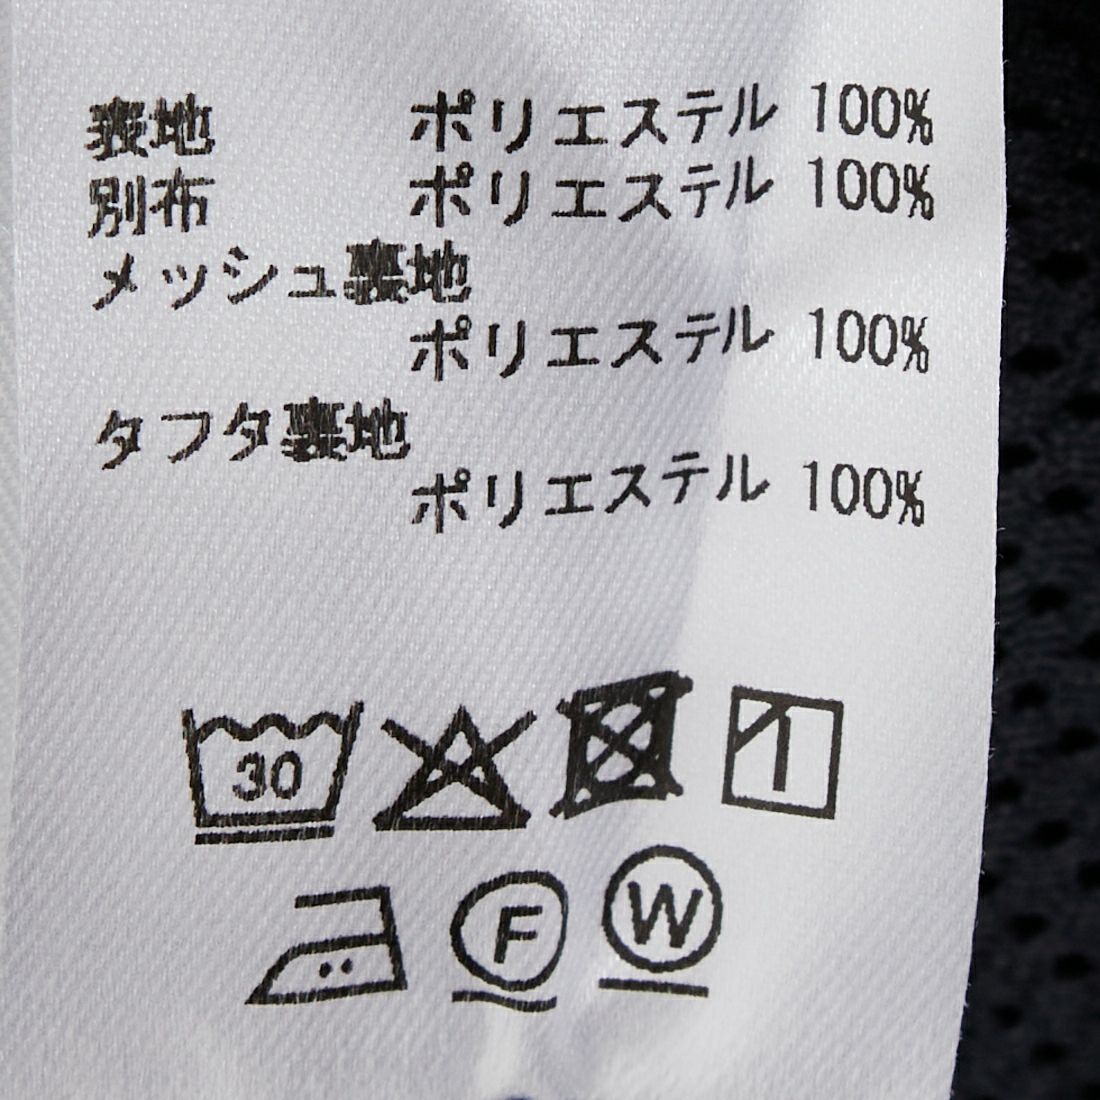 表地 ポリエステル 100%
別布 ポリエステル 100%
メッシュ裏地
ポリエステル 100%
タフタ裏地
ポリエステル 100%
30
F W